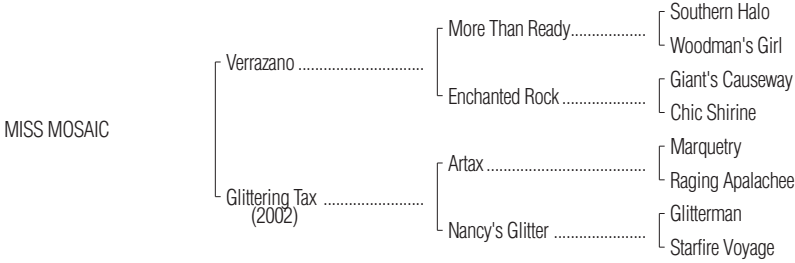 Southern Halo
More Than Ready...................
Woodman's Girl
Verrazano ..............................
Giant's Causeway
Enchanted Rock ....................
Chic Shirine
MISS MOSAIC
Marquetry
Artax ......................................
Raging Apalachee
Glittering Tax ........................
(2002)
Glitterman
Nancy's Glitter ......................
Starfire Voyage